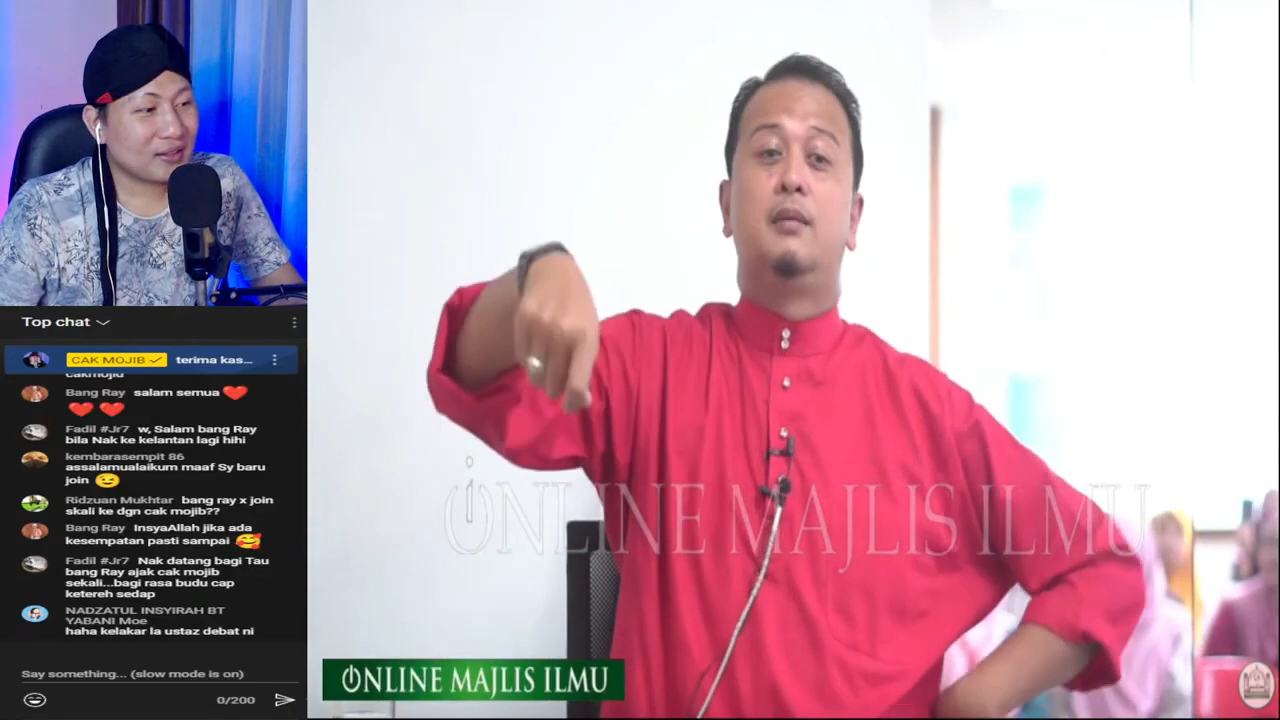 Top chat
CAK MOJIB terima kas...
cakmojid
Bang Ray salam semua
Fadil #Jr7 w, Salam bang Ray
bila Nak ke kelantan lagi hihi
kembarasempit 86
assalamualaikum maaf Sy baru
join
Ridzuan Mukhtar bang ray x join
skali ke dgn cak mojib??
Bang Ray InsyaAllah jika ada
kesempatan pasti sampai
Fadil #Jr7 Nak datang bagi Tau
bang Ray ajak cak mojib
sekali...bagi rasa budu cap
ketereh sedap
NADZATUL INSYIRAH BT
YABANI Moe
haha kelakar la ustaz debat ni
Say something... (slow mode is on)
0/200
ONLINE MAJLIS ILMU
ONLINE MAJLIS ILMU